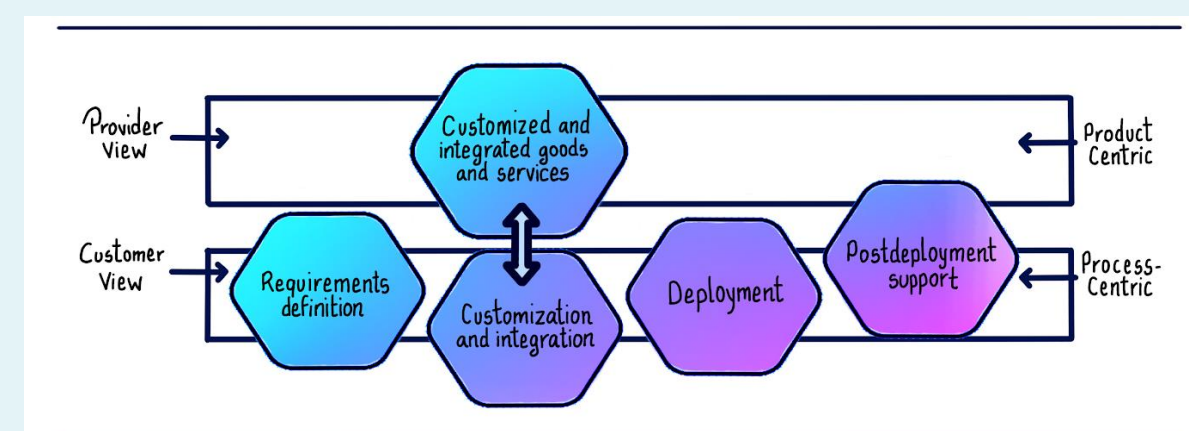 Provider
View
Customized and
integrated goods
and services
Product
Centric
Customer
View
Requirements
definition
Customization
and integration
Deployment
Postdeployment
support
Process-
Centric